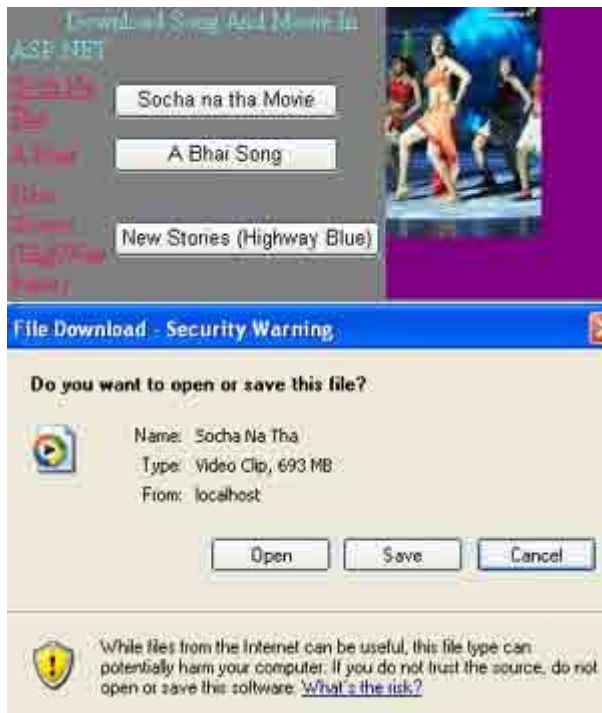 Download Song And Movie In
ASP.NET
Socha na tha Movie
A Bhai
A Bhai Song
New Stories (Highway Blue)
File Download - Security Warning
Do you want to open or save this file?
Name: Socha Na Tha
Type: Video Clip, 693 MB
From: localhost
Open
Save
Cancel
While files from the Internet can be useful, this file type can
potentially harm your computer. If you do not trust the source, do not
open or save this software. What's the risk?